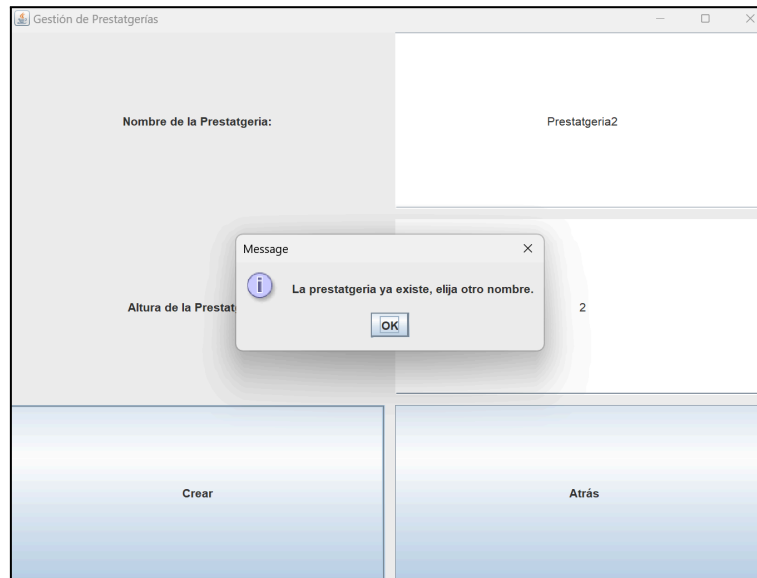 Gestión de Prestatgerías
Nombre de la Prestatgeria:
Prestatgeria2
Message
La prestatgeria ya existe, elija otro nombre.
Altura de la Prestat
2
OK
Crear
Atrás